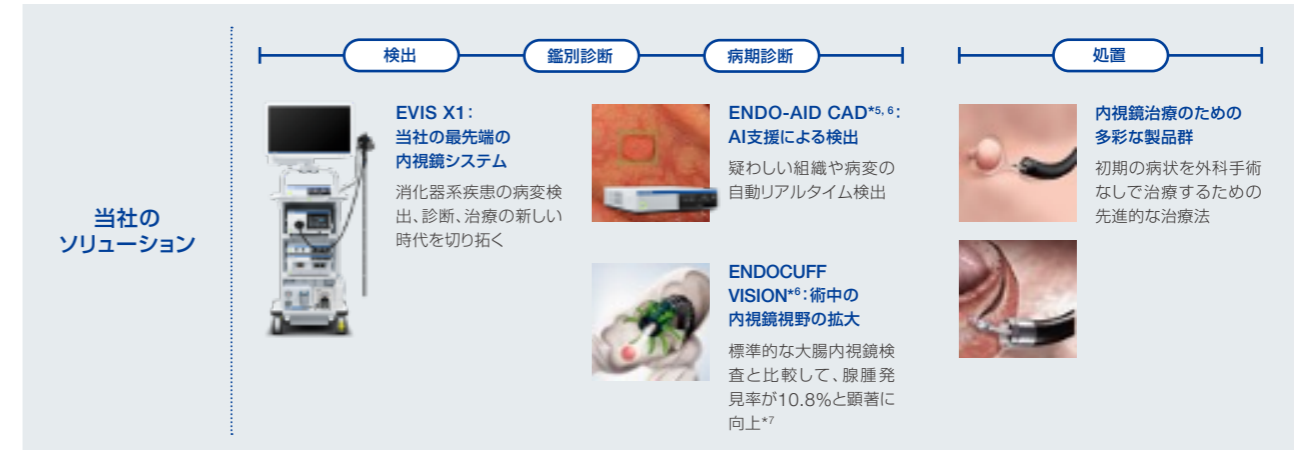 検出
鑑別診断
病期診断
処置
当社の
ソリューション
EVIS X1：
当社の最先端の
内視鏡システム
消化器系疾患の病変検
出、診断、治療の新しい
時代を切り拓く
ENDO-AID CAD*5, 6：
AI支援による検出
疑わしい組織や病変の
自動リアルタイム検出
ENDOCUFF
VISION*6：術中の
内視鏡視野の拡大
標準的な大腸内視鏡検
査と比較して、腺腫発
見率が10.8%と顕著に
向上*7
内視鏡治療のための
多彩な製品群
初期の病状を外科手術
なしで治療するための
先進的な治療法